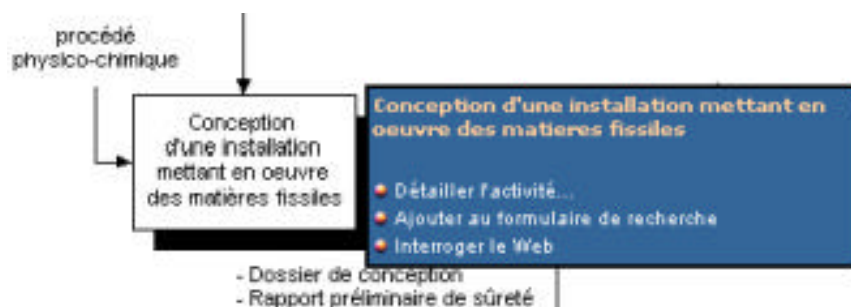 procédé
physico-chimique
Conception
d'une installation
mettant en oeuvre
des matières fissiles
Conception d'une installation mettant en
oeuvre des matieres fissiles
Détailler l'activité...
Ajouter au formulaire de recherche
Interroger le Web
- Dossier de conception
- Rapport préliminaire de sûreté